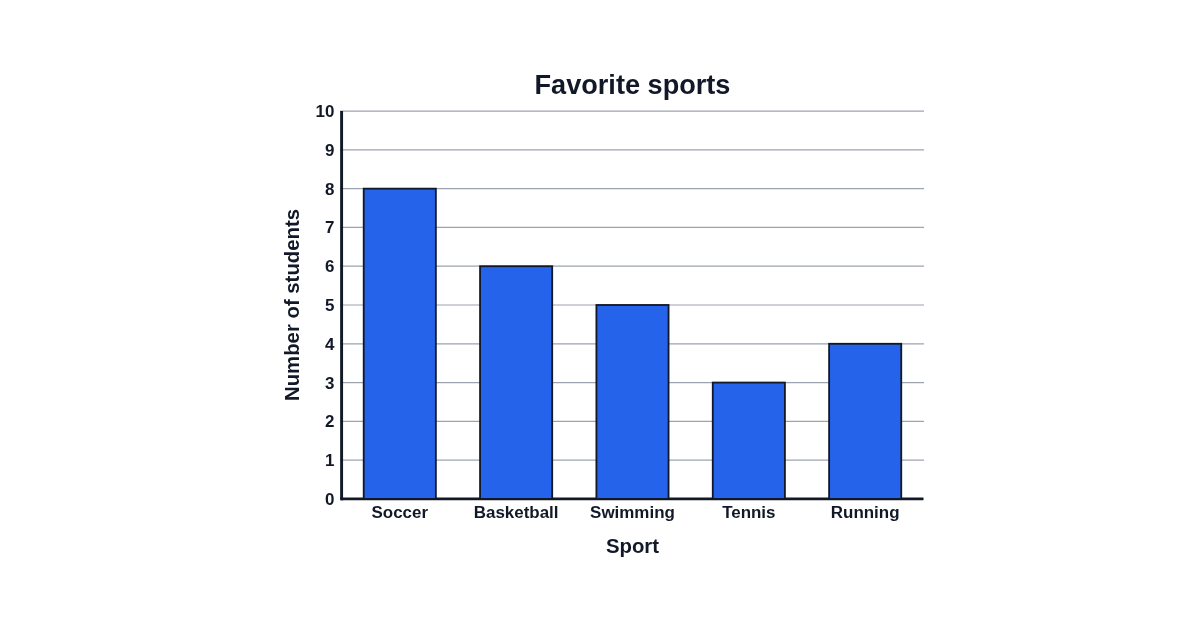 Favorite sports
Number of students
10
9
8
7
6
5
4
3
2
1
0
Soccer Basketball Swimming Tennis Running
Sport